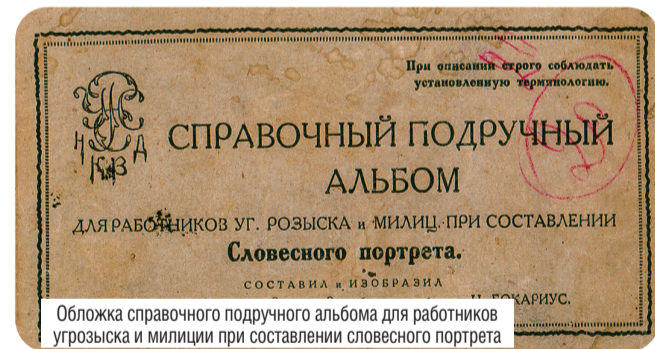 При описании строго соблюдать
установленную терминологию.
НКВД
СПРАВОЧНЫЙ ПОДРУЧНЫЙ
АЛЬБОМ
ДЛЯ РАБОТНИКОВ УГ. РОЗЫСКА и МИЛИЦ. ПРИ СОСТАВЛЕНИИ
Словесного портрета.
СОСТАВИЛ и ИЗОБРАЗИЛ
БОКАРИУС.
Обложка справочного подручного альбома для работников
угрозыска и милиции при составлении словесного портрета